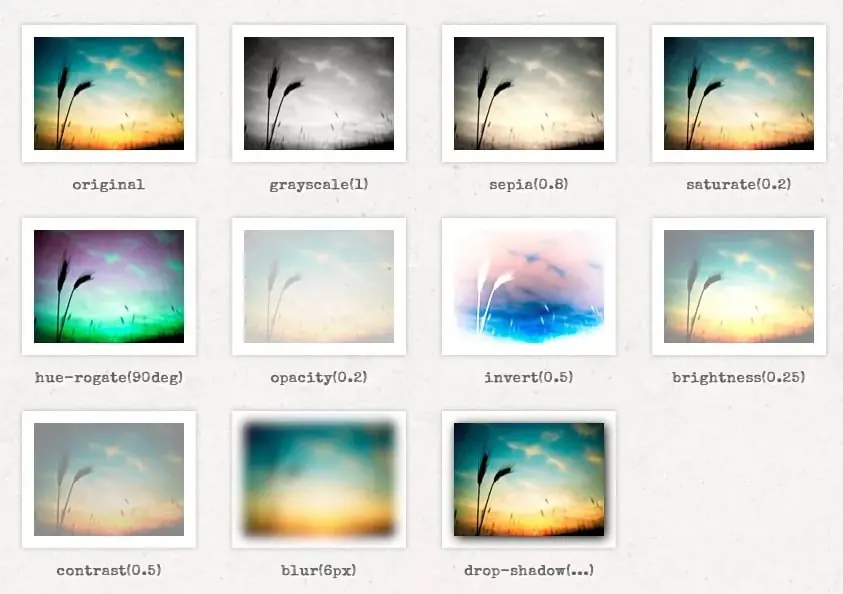 original
grayscale(1)
sepia(0.8)
saturate(0.2)
hue-rogate(90deg)
opacity(0.2)
invert(0.5)
brightness(0.25)
contrast(0.5)
blur(6px)
drop-shadow(...)